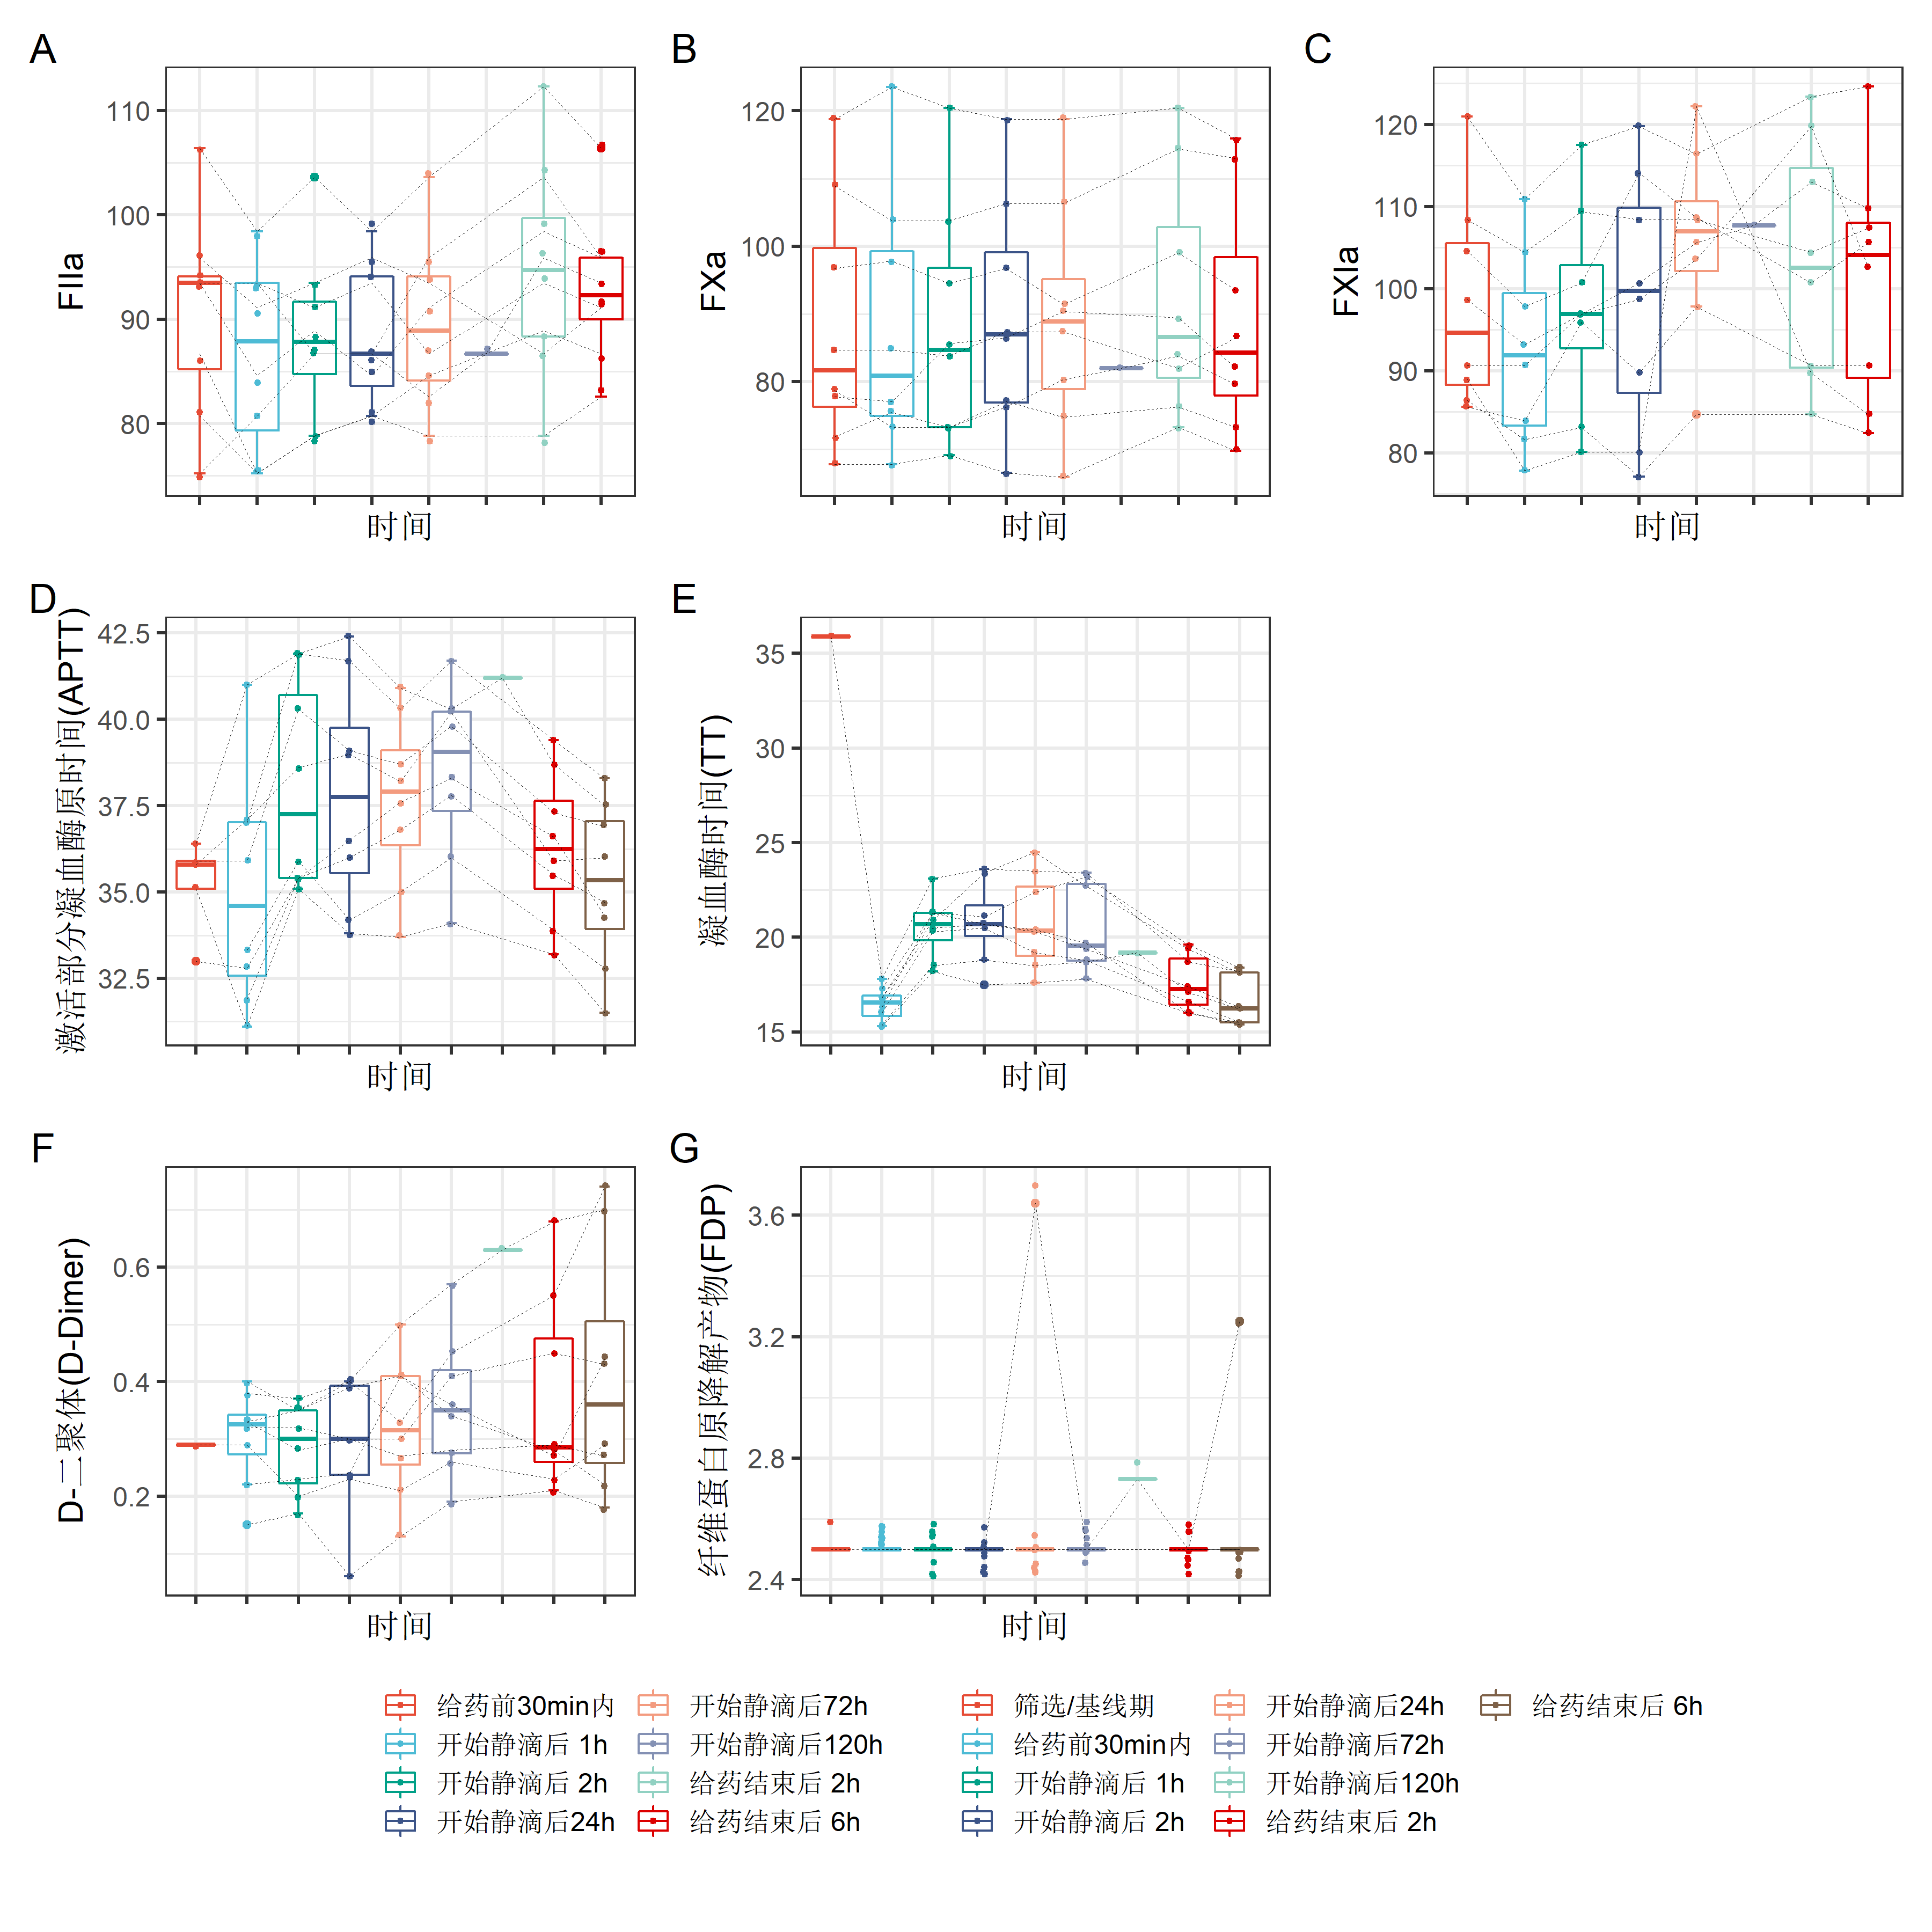 A
FIIa
110
100
90
80
时间
B
FXa
120
100
80
时间
C
FXIa
120
110
100
90
80
时间
D
激活部分凝血酶原时间(APTT)
42.5
40.0
37.5
35.0
32.5
时间
E
凝血酶时间(TT)
35
30
25
20
15
时间
F
D-二聚体(D-Dimer)
0.6
0.4
0.2
时间
G
纤维蛋白原降解产物(FDP)
3.6
3.2
2.8
2.4
时间
给药前30min内
开始静滴后 1h
开始静滴后 2h
开始静滴后24h
开始静滴后72h
开始静滴后120h
给药结束后 2h
给药结束后 6h
筛选/基线期
给药前30min内
开始静滴后 1h
开始静滴后 2h
开始静滴后24h
开始静滴后72h
开始静滴后120h
给药结束后 2h
给药结束后 6h